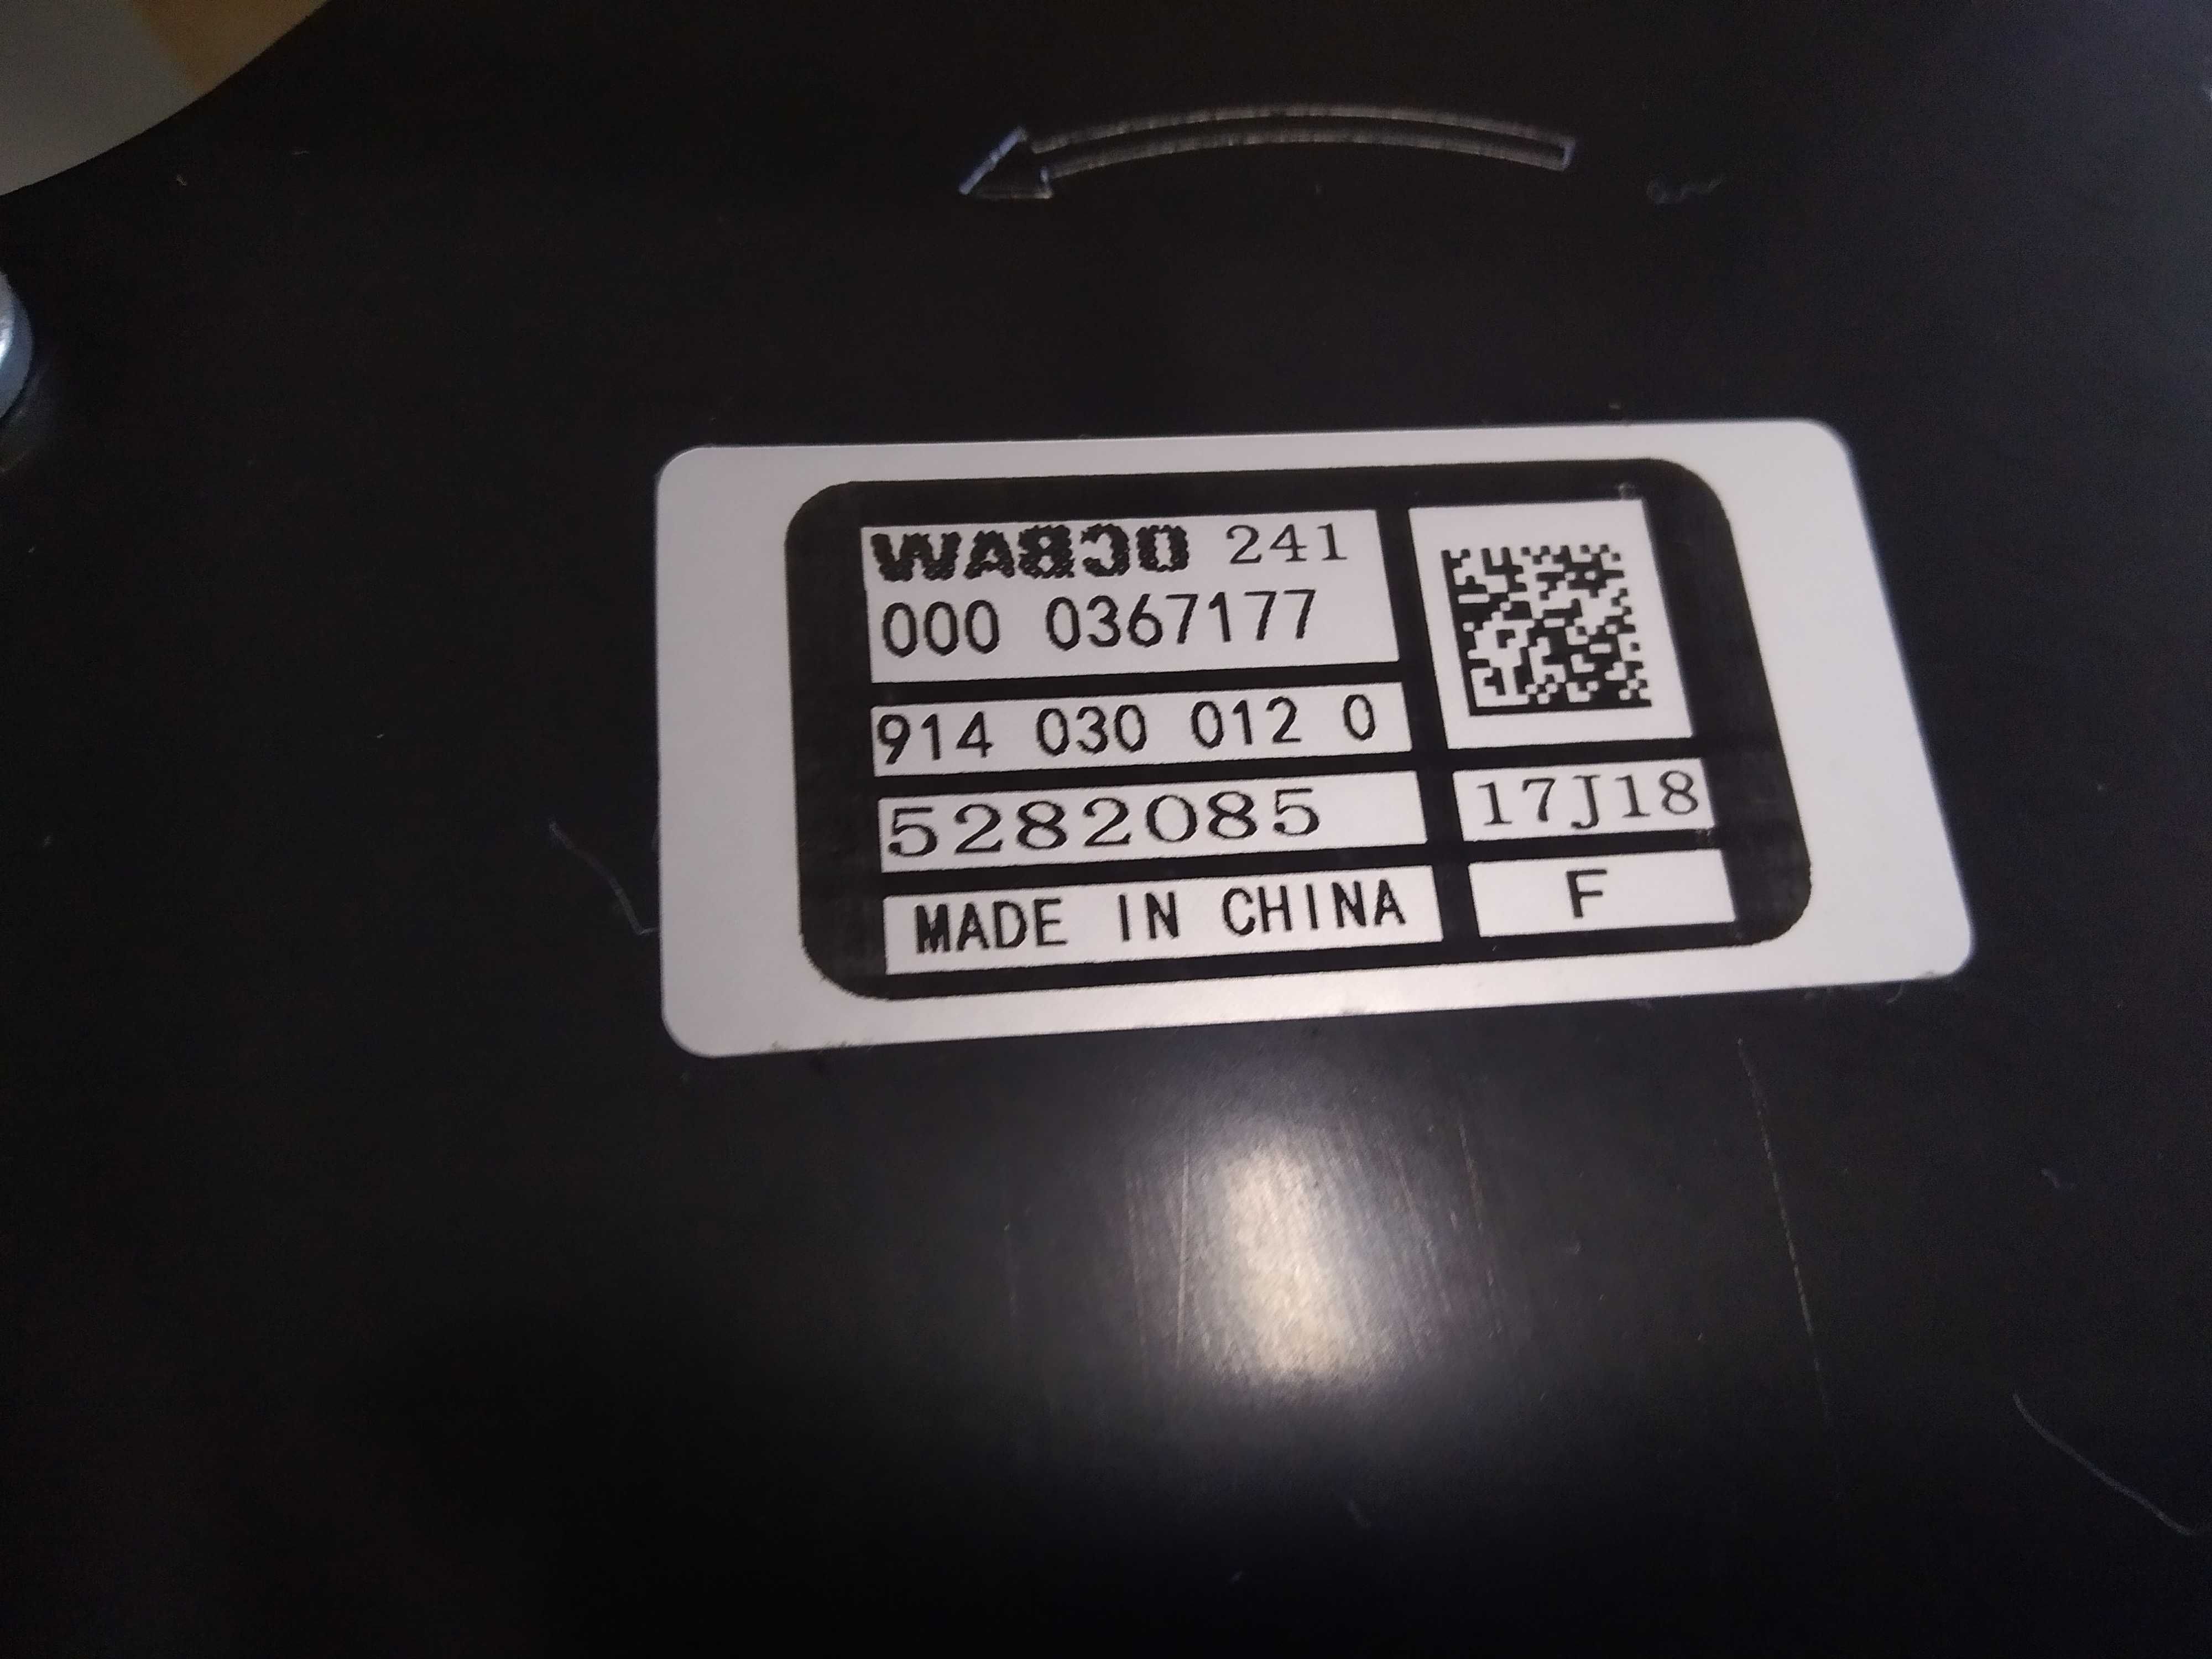 WABCO 241
000 0367177
914 030 012 0
5282085
17J18
MADE IN CHINA
F